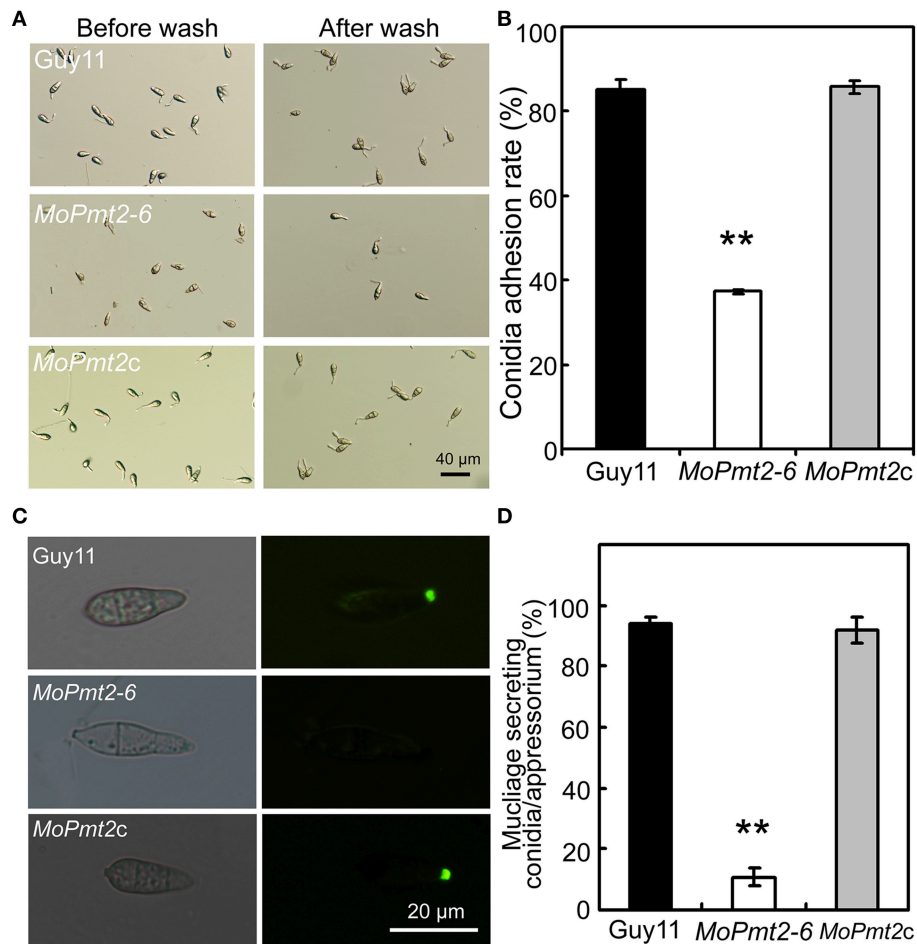 A
Before wash
After wash
Guy11
MoPmt2-6
MoPmt2c
40 µm
B
Conidia adhesion rate (%)
100
80
60
40
20
0
**
Guy11 MoPmt2-6 MoPmt2c
C
Guy11
MoPmt2-6
MoPmt2c
20 µm
D
Mucliage secreting
conidia/appressorium (%)
100
80
60
40
20
0
**
Guy11 MoPmt2-6 MoPmt2c